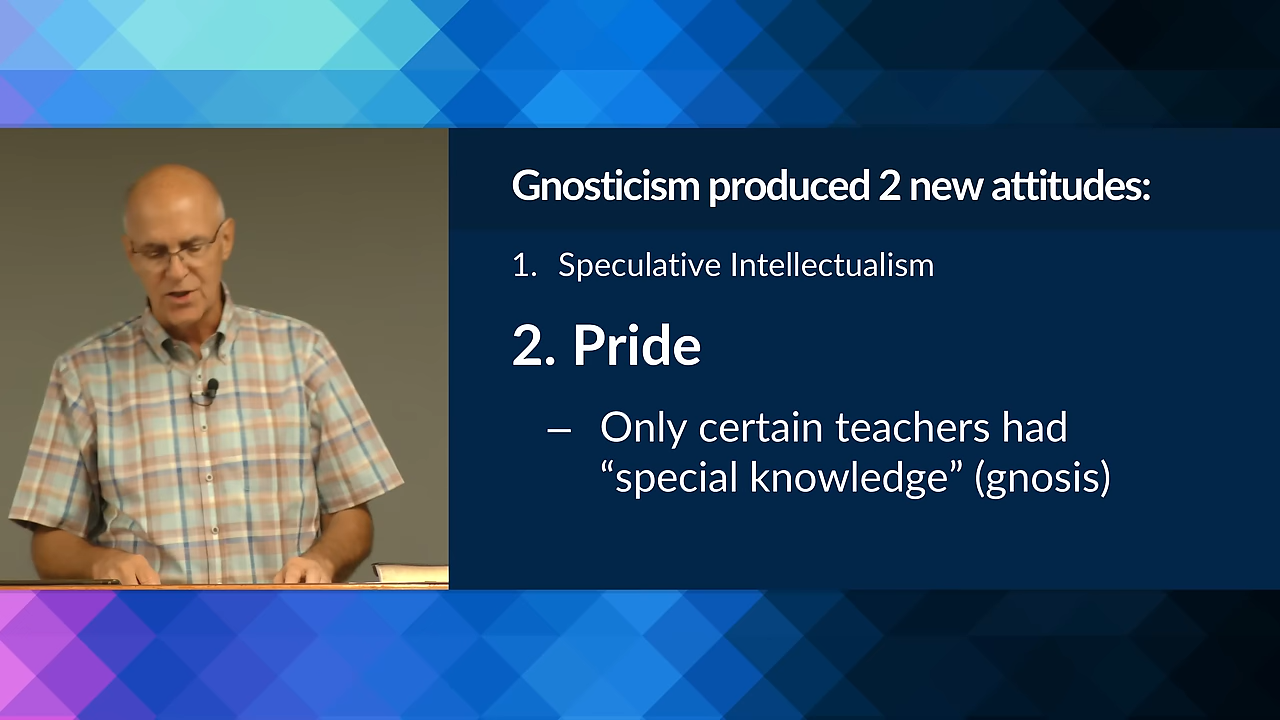 Gnosticism produced 2 new attitudes:
1. Speculative Intellectualism
2. Pride
– Only certain teachers had
“special knowledge” (gnosis)